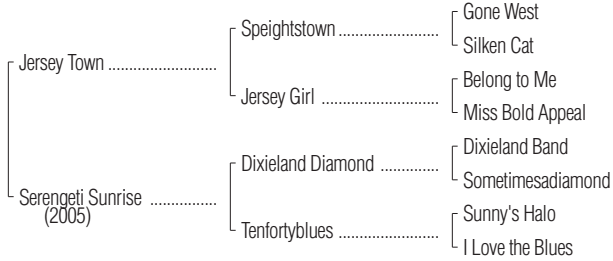 Gone West
Speightstown
Silken Cat
Jersey Town
Belong to Me
Jersey Girl
Miss Bold Appeal
Dixieland Band
Dixieland Diamond
Sometimesadiamond
Serengeti Sunrise
(2005)
Sunny's Halo
Tenfortyblues
I Love the Blues